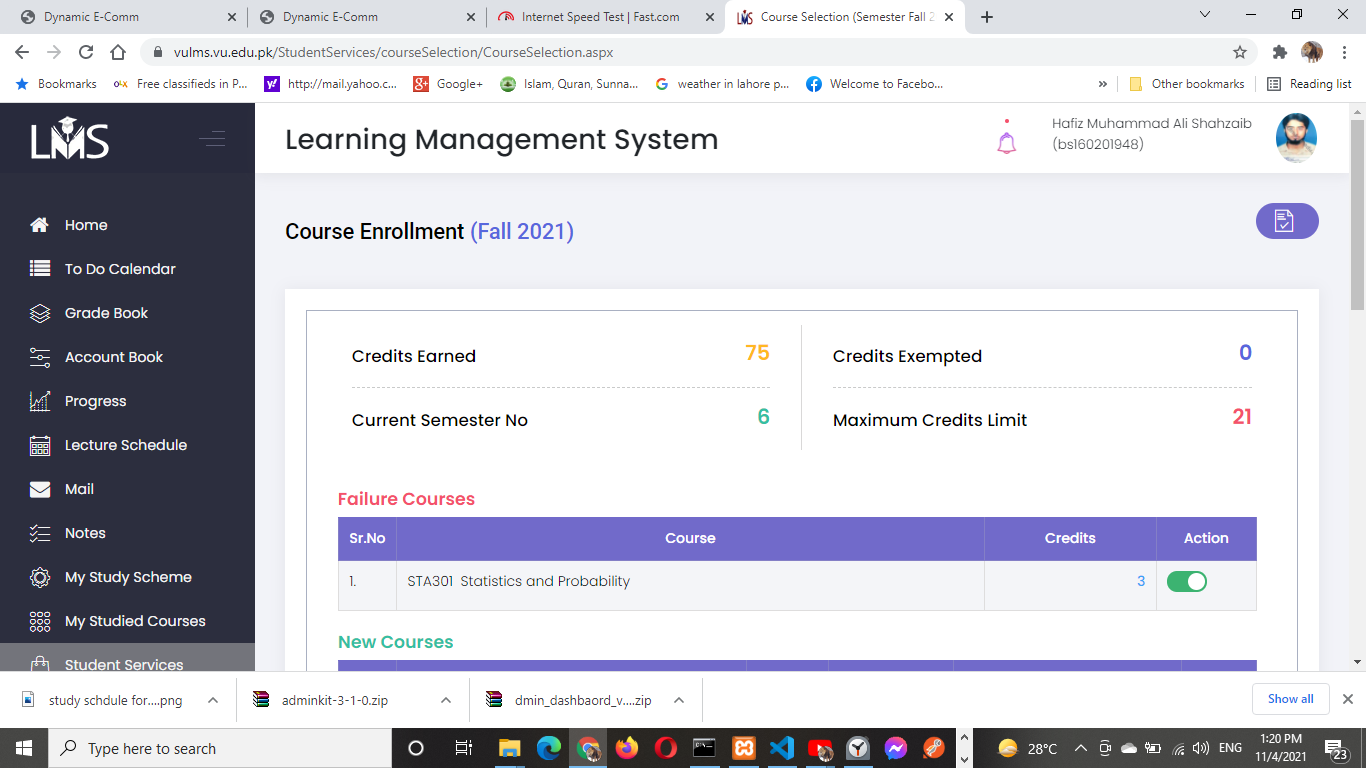 Dynamic E-Comm
Dynamic E-Comm
Internet Speed Test | Fast.com
Course Selection (Semester Fall 2
vulms.vu.edu.pk/StudentServices/courseSelection/CourseSelection.aspx
Bookmarks
OLX
Free classifieds in P...
http://mail.yahoo.c...
Google+
Islam, Quran, Sunna...
weather in lahore p...
Welcome to Facebo...
»
Other bookmarks
Reading list
LMS
Learning Management System
Hafiz Muhammad Ali Shahzaib
(bs160201948)
Home
To Do Calendar
Grade Book
Account Book
Progress
Lecture Schedule
Mail
Notes
My Study Scheme
My Studied Courses
Student Services
Course Enrollment (Fall 2021)
Credits Earned 75
Credits Exempted 0
Current Semester No 6
Maximum Credits Limit 21
Failure Courses
Sr.No Course Credits Action
1. STA301 Statistics and Probability 3
New Courses
study schdule for....png
adminkit-3-1-0.zip
dmin_dashbaord_v....zip
Show all
Type here to search
28°C
ENG
1:20 PM
11/4/2021
23